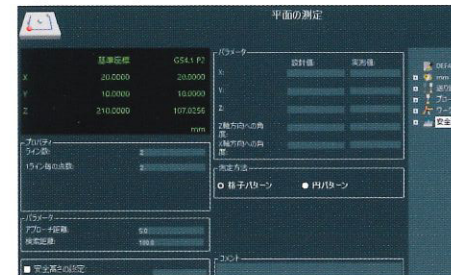 平面の測定
基準座標 G54.1 P2
X 20.0000 20.0000
Y 10.0000 10.0000
Z 210.0000 107.0256
mm
パラメータ
設計値: 実測値:
X:
Y:
Z:
Z軸方向への角度:
X軸方向への角度:
プロパティ
ライン数: 2
1ライン毎の点数: 2
測定方法
格子パターン 円パターン
パラメータ
アプローチ距離: 5.0
検索距離: 100.0
安全高さの設定
コメント
mm
安全